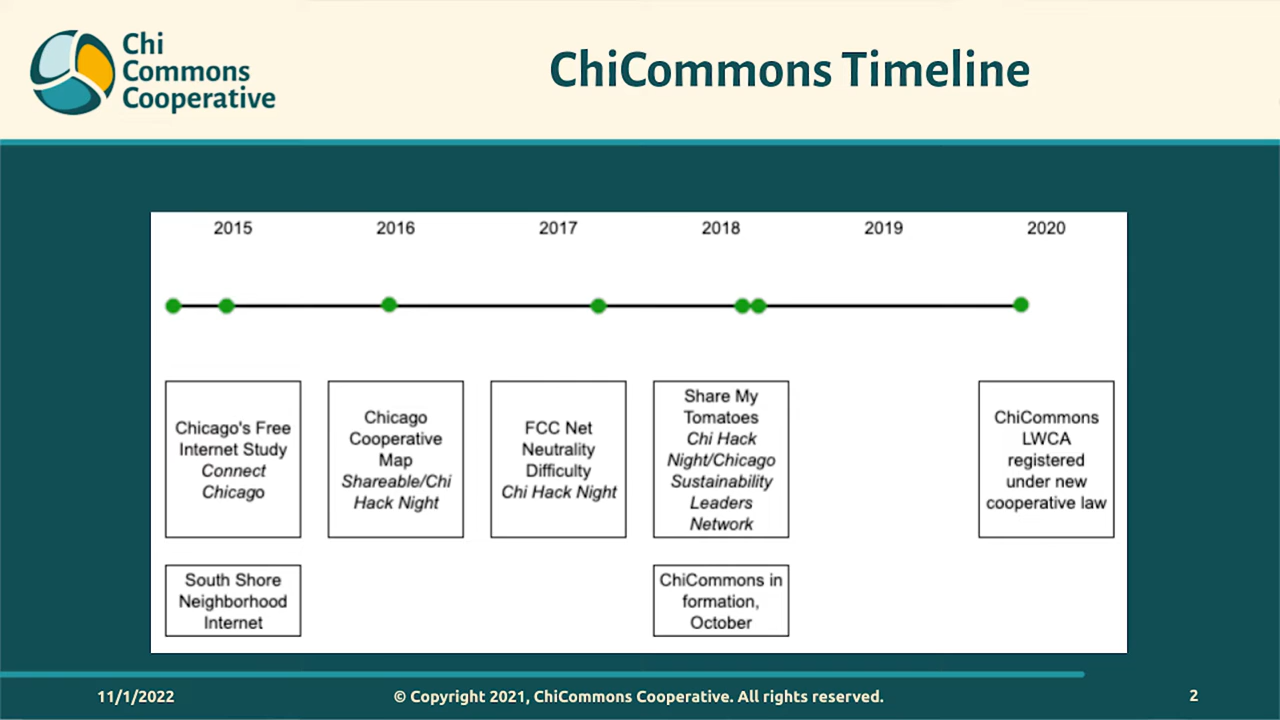 Chi
Commons
Cooperative
ChiCommons Timeline
2015 2016 2017 2018 2019 2020
Chicago's Free
Internet Study
Connect
Chicago
Chicago
Cooperative
Map
Shareable/Chi
Hack Night
FCC Net
Neutrality
Difficulty
Chi Hack Night
Share My
Tomatoes
Chi Hack
Night/Chicago
Sustainability
Leaders
Network
ChiCommons
LWCA
registered
under new
cooperative law
South Shore
Neighborhood
Internet
ChiCommons in
formation,
October
11/1/2022
© Copyright 2021, ChiCommons Cooperative. All rights reserved.
2